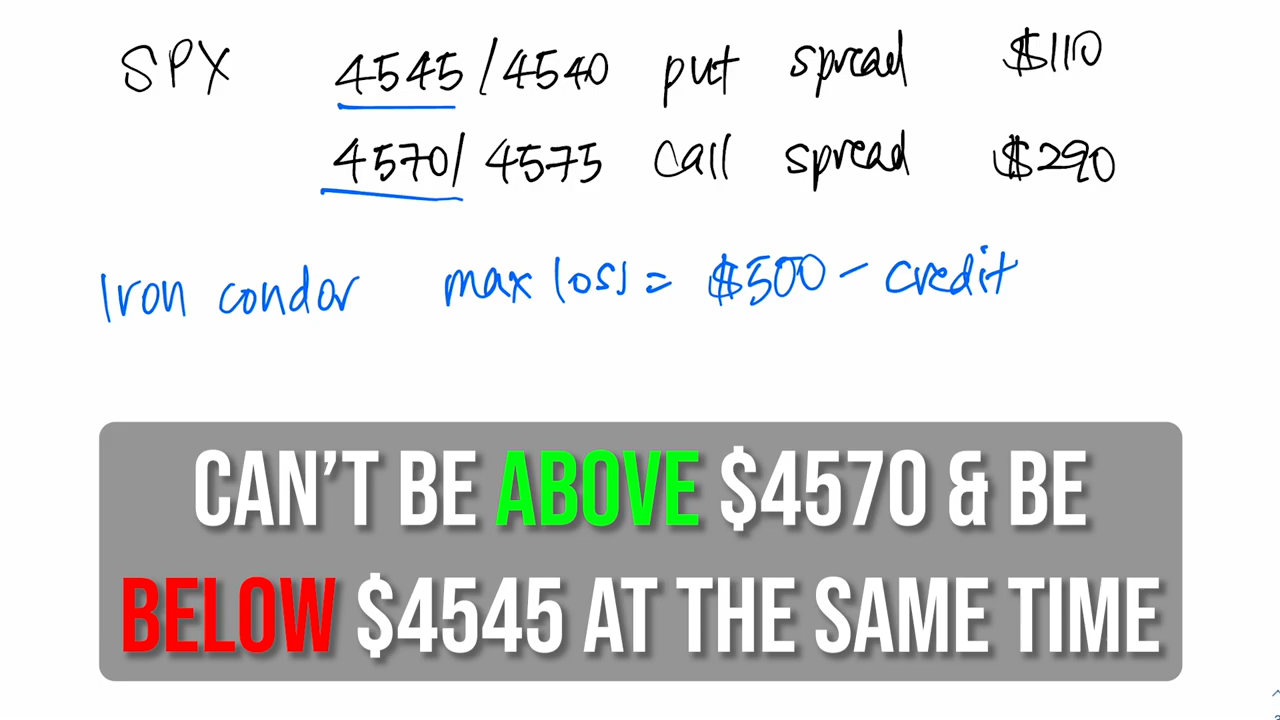 SPX 4545/4540 put spread $110
4570/4575 call spread $290
Iron condor max loss = $500 - credit
CAN'T BE ABOVE $4570 & BE
BELOW $4545 AT THE SAME TIME